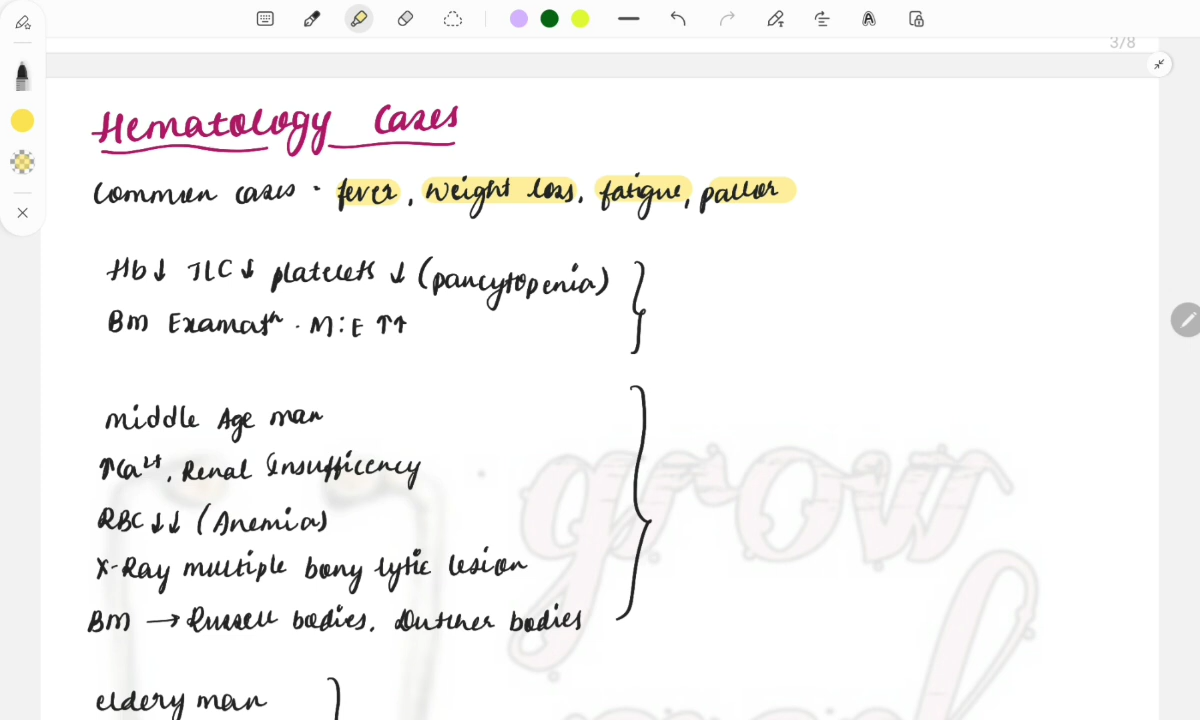 3/8
Hematology Cases
Common cases - fever, weight loss, fatigue, pallor
Hb↓ TLC↓ platelets ↓ (pancytopenia)
BM Examatⁿ . M:E ↑↑
middle Age man
↑Ca²⁺, Renal Insufficency
RBC ↓↓ (Anemia)
X-Ray multiple bony lytic lesion
BM → Russell bodies, Dutcher bodies
grow
eldery man